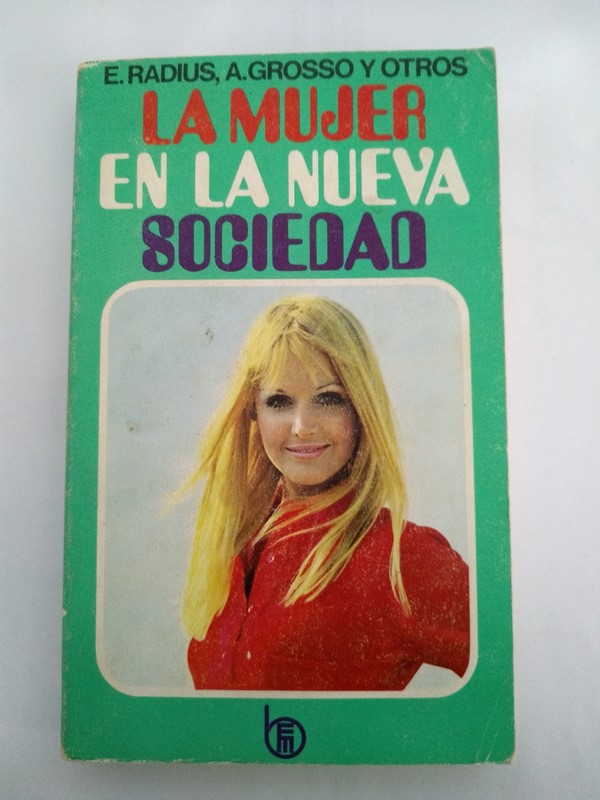 E. RADIUS, A. GROSSO Y OTROS
LA MUJER
EN LA NUEVA
SOCIEDAD